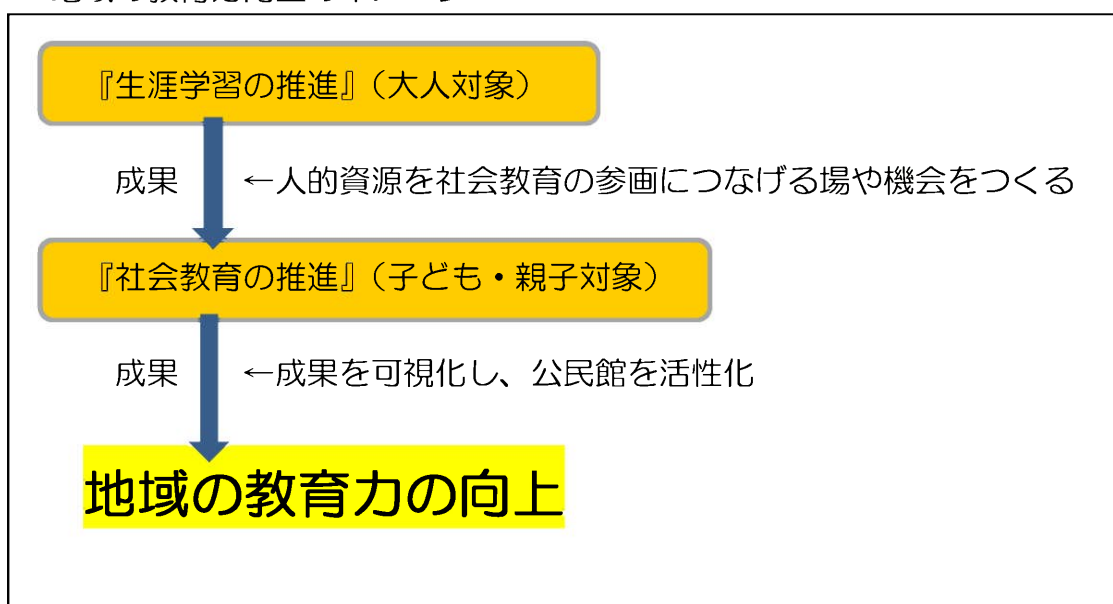 『生涯学習の推進』（大人対象）
成果 ←人的資源を社会教育の参画につなげる場や機会をつくる
『社会教育の推進』（子ども・親子対象）
成果 ←成果を可視化し、公民館を活性化
地域の教育力の向上